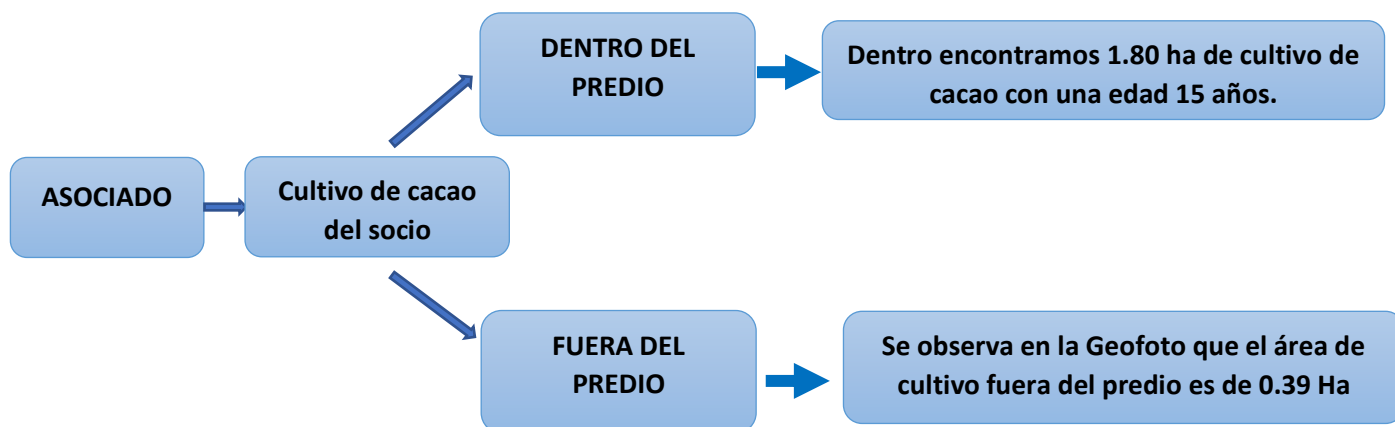 ASOCIADO
Cultivo de cacao
del socio
DENTRO DEL
PREDIO
Dentro encontramos 1.80 ha de cultivo de
cacao con una edad 15 años.
FUERA DEL
PREDIO
Se observa en la Geofoto que el área de
cultivo fuera del predio es de 0.39 Ha